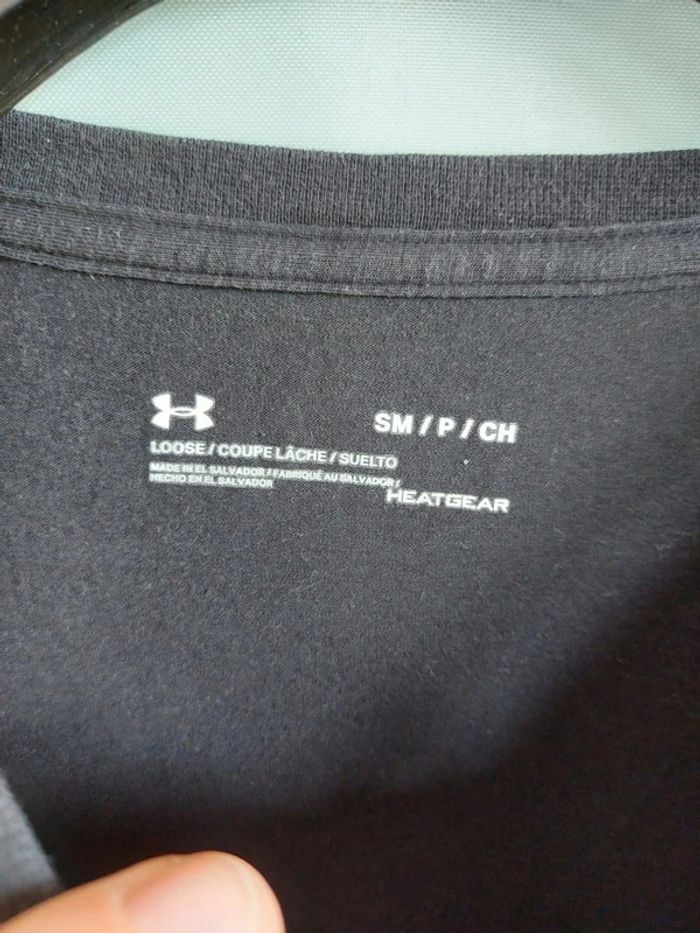 SM / P / CH
LOOSE / COUPE LÂCHE / SUELTO
MADE IN EL SALVADOR / FABRIQUÉ AU SALVADOR /
HECHO EN EL SALVADOR
HEATGEAR